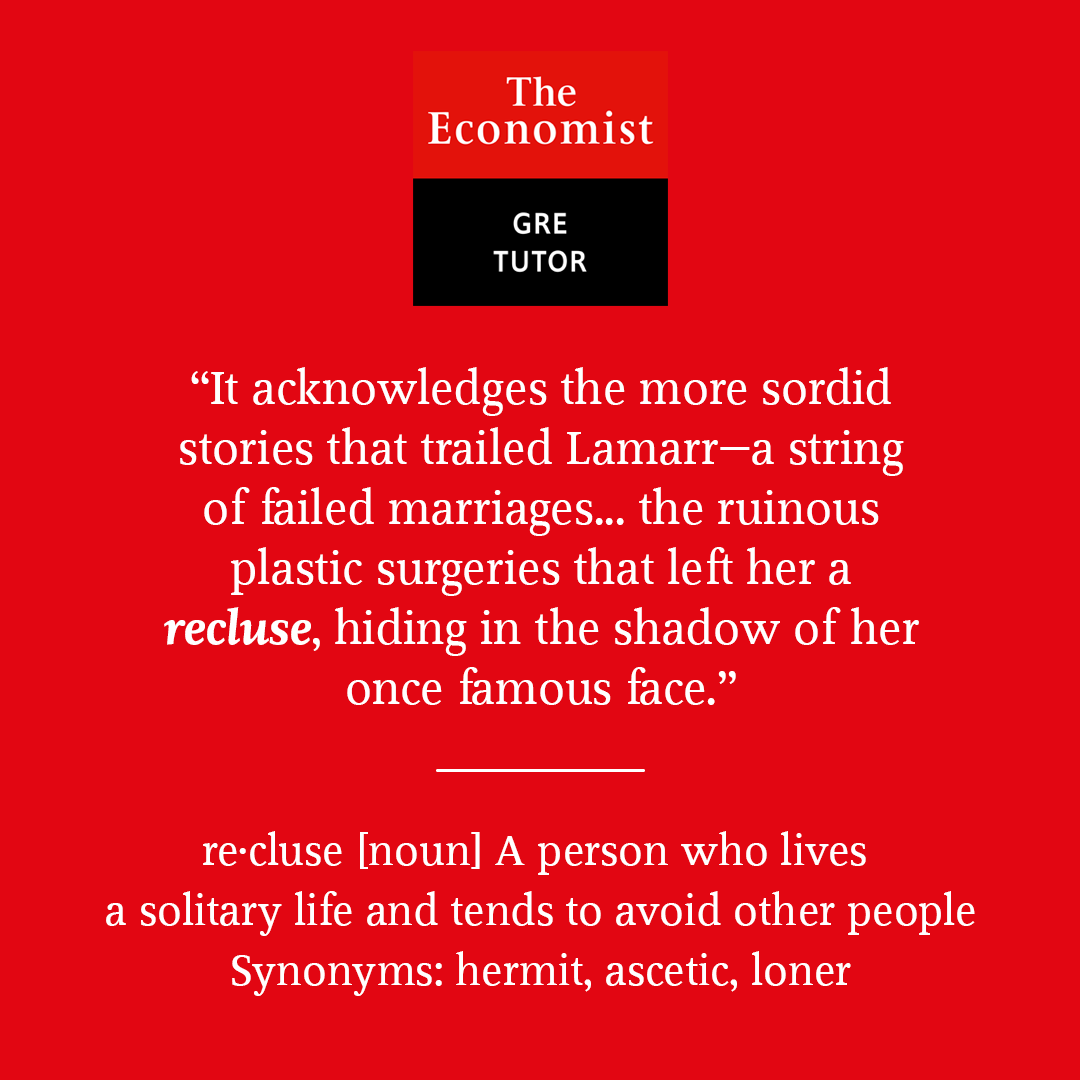 The
Economist
GRE
TUTOR
“It acknowledges the more sordid
stories that trailed Lamarr—a string
of failed marriages... the ruinous
plastic surgeries that left her a
recluse, hiding in the shadow of her
once famous face.”
re·cluse [noun] A person who lives
a solitary life and tends to avoid other people
Synonyms: hermit, ascetic, loner